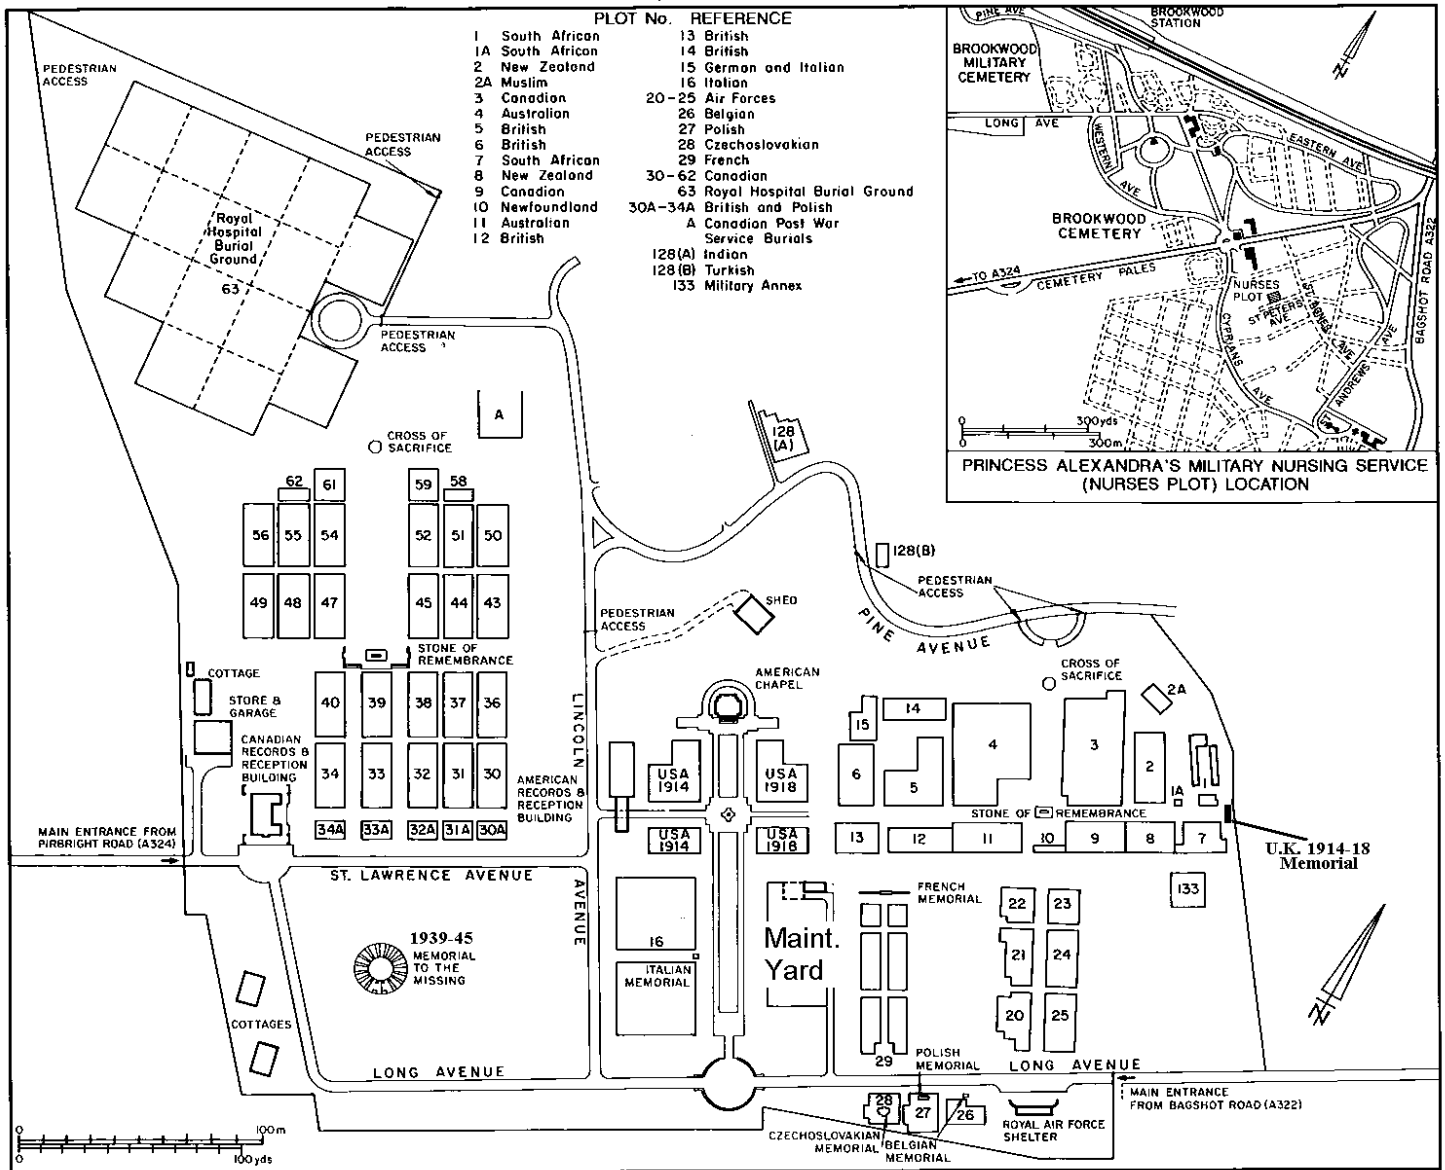 PLOT No. REFERENCE
1 South African
1A South African
2 New Zealand
2A Muslim
3 Canadian
4 Australian
5 British
6 British
7 South African
8 New Zealand
9 Canadian
10 Newfoundland
11 Australian
12 British
13 British
14 British
15 German and Italian
16 Italian
20-25 Air Forces
26 Belgian
27 Polish
28 Czechoslovakian
29 French
30-62 Canadian
63 Royal Hospital Burial Ground
30A-34A British and Polish
A Canadian Post War
Service Burials
128(A) Indian
128(B) Turkish
133 Military Annex
PINE AVE
BROOKWOOD
STATION
BROOKWOOD
MILITARY
CEMETERY
N
LONG AVE
WESTERN
AVE
EASTERN AVE
BROOKWOOD
CEMETERY
BAGSHOT ROAD A322
TO A324
CEMETERY PALES
NURSES
PLOT
ST PETERS
AVE
ST. AGNES AVE
CYPRIANS
AVE
ST ANDREWS AVE
0 300yds
0 300m
PRINCESS ALEXANDRA'S MILITARY NURSING SERVICE
(NURSES PLOT) LOCATION
PEDESTRIAN
ACCESS
PEDESTRIAN
ACCESS
Royal
Hospital
Burial
Ground
63
PEDESTRIAN
ACCESS
A
CROSS OF
SACRIFICE
128
(A)
62 61 59 58
56 55 54 52 51 50
128(B)
PEDESTRIAN
ACCESS
49 48 47 45 44 43
PEDESTRIAN
ACCESS
SHED
PINE AVENUE
STONE OF
REMEMBRANCE
COTTAGE
STORE &
GARAGE
CANADIAN
RECORDS &
RECEPTION
BUILDING
40 39 38 37 36
34 33 32 31 30
34A 33A 32A 31A 30A
LINCOLN
AVENUE
AMERICAN
CHAPEL
AMERICAN
RECORDS &
RECEPTION
BUILDING
USA
1914
USA
1918
USA
1914
USA
1918
CROSS OF
SACRIFICE
2A
15 14 4 3
6 5 2
1A 1
STONE OF REMEMBRANCE
13 12 11 10 9 8 7
U.K. 1914-18
Memorial
MAIN ENTRANCE FROM
PIRBRIGHT ROAD (A324)
ST. LAWRENCE AVENUE
133
FRENCH
MEMORIAL
22 23
21 24
20 25
Maint.
Yard
16
ITALIAN
MEMORIAL
1939-45
MEMORIAL
TO THE
MISSING
N
COTTAGES
29
POLISH
MEMORIAL
LONG AVENUE
LONG AVENUE
MAIN ENTRANCE
FROM BAGSHOT ROAD (A322)
28 27 26
CZECHOSLOVAKIAN
MEMORIAL
BELGIAN
MEMORIAL
ROYAL AIR FORCE
SHELTER
0 100m
0 100yds